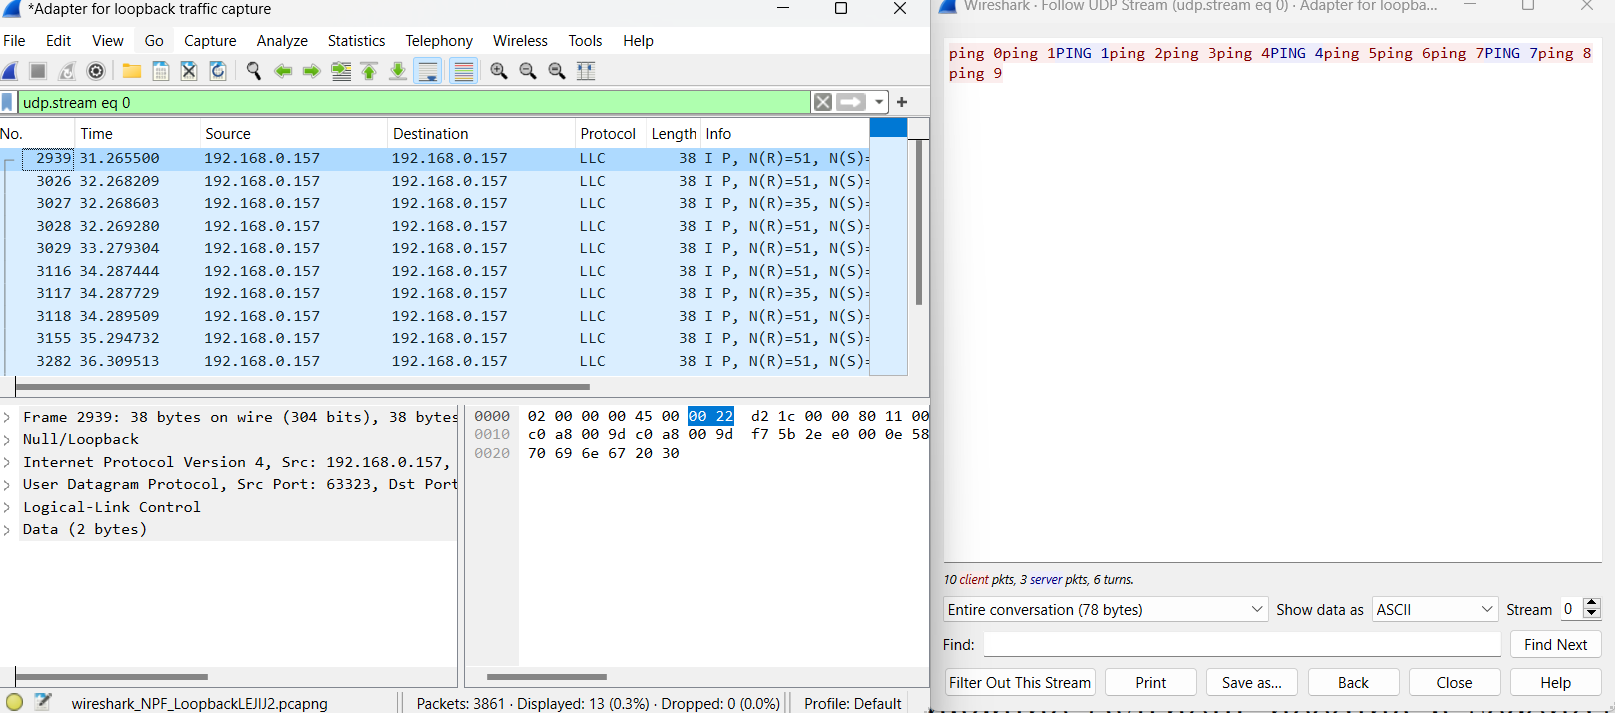 *Adapter for loopback traffic capture
File Edit View Go Capture Analyze Statistics Telephony Wireless Tools Help
udp.stream eq 0
No. Time Source Destination Protocol Length Info
2939 31.265500 192.168.0.157 192.168.0.157 LLC 38 I P, N(R)=51, N(S)=
3026 32.268209 192.168.0.157 192.168.0.157 LLC 38 I P, N(R)=51, N(S)=
3027 32.268603 192.168.0.157 192.168.0.157 LLC 38 I P, N(R)=35, N(S)=
3028 32.269280 192.168.0.157 192.168.0.157 LLC 38 I P, N(R)=51, N(S)=
3029 33.279304 192.168.0.157 192.168.0.157 LLC 38 I P, N(R)=51, N(S)=
3116 34.287444 192.168.0.157 192.168.0.157 LLC 38 I P, N(R)=51, N(S)=
3117 34.287729 192.168.0.157 192.168.0.157 LLC 38 I P, N(R)=35, N(S)=
3118 34.289509 192.168.0.157 192.168.0.157 LLC 38 I P, N(R)=51, N(S)=
3155 35.294732 192.168.0.157 192.168.0.157 LLC 38 I P, N(R)=51, N(S)=
3282 36.309513 192.168.0.157 192.168.0.157 LLC 38 I P, N(R)=51, N(S)=
Frame 2939: 38 bytes on wire (304 bits), 38 bytes
Null/Loopback
Internet Protocol Version 4, Src: 192.168.0.157,
User Datagram Protocol, Src Port: 63323, Dst Port
Logical-Link Control
Data (2 bytes)
0000 02 00 00 00 45 00 00 22 d2 1c 00 00 80 11 00
0010 c0 a8 00 9d c0 a8 00 9d f7 5b 2e e0 00 0e 58
0020 70 69 6e 67 20 30
wireshark_NPF_LoopbackLEJIJ2.pcapng
Packets: 3861 · Displayed: 13 (0.3%) · Dropped: 0 (0.0%)
Profile: Default
Wireshark · Follow UDP Stream (udp.stream eq 0) · Adapter for loopba...
ping 0ping 1PING 1ping 2ping 3ping 4PING 4ping 5ping 6ping 7PING 7ping 8
ping 9
10 client pkts, 3 server pkts, 6 turns.
Entire conversation (78 bytes) Show data as ASCII Stream 0
Find: Find Next
Filter Out This Stream Print Save as... Back Close Help